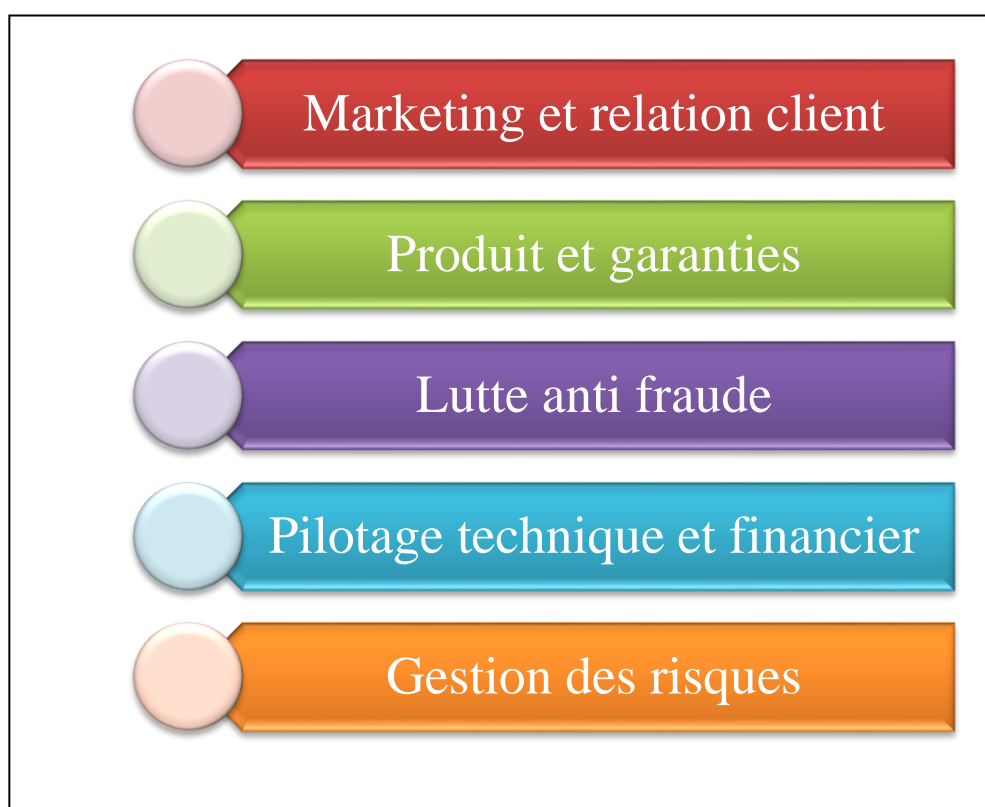 Marketing et relation client
Produit et garanties
Lutte anti fraude
Pilotage technique et financier
Gestion des risques